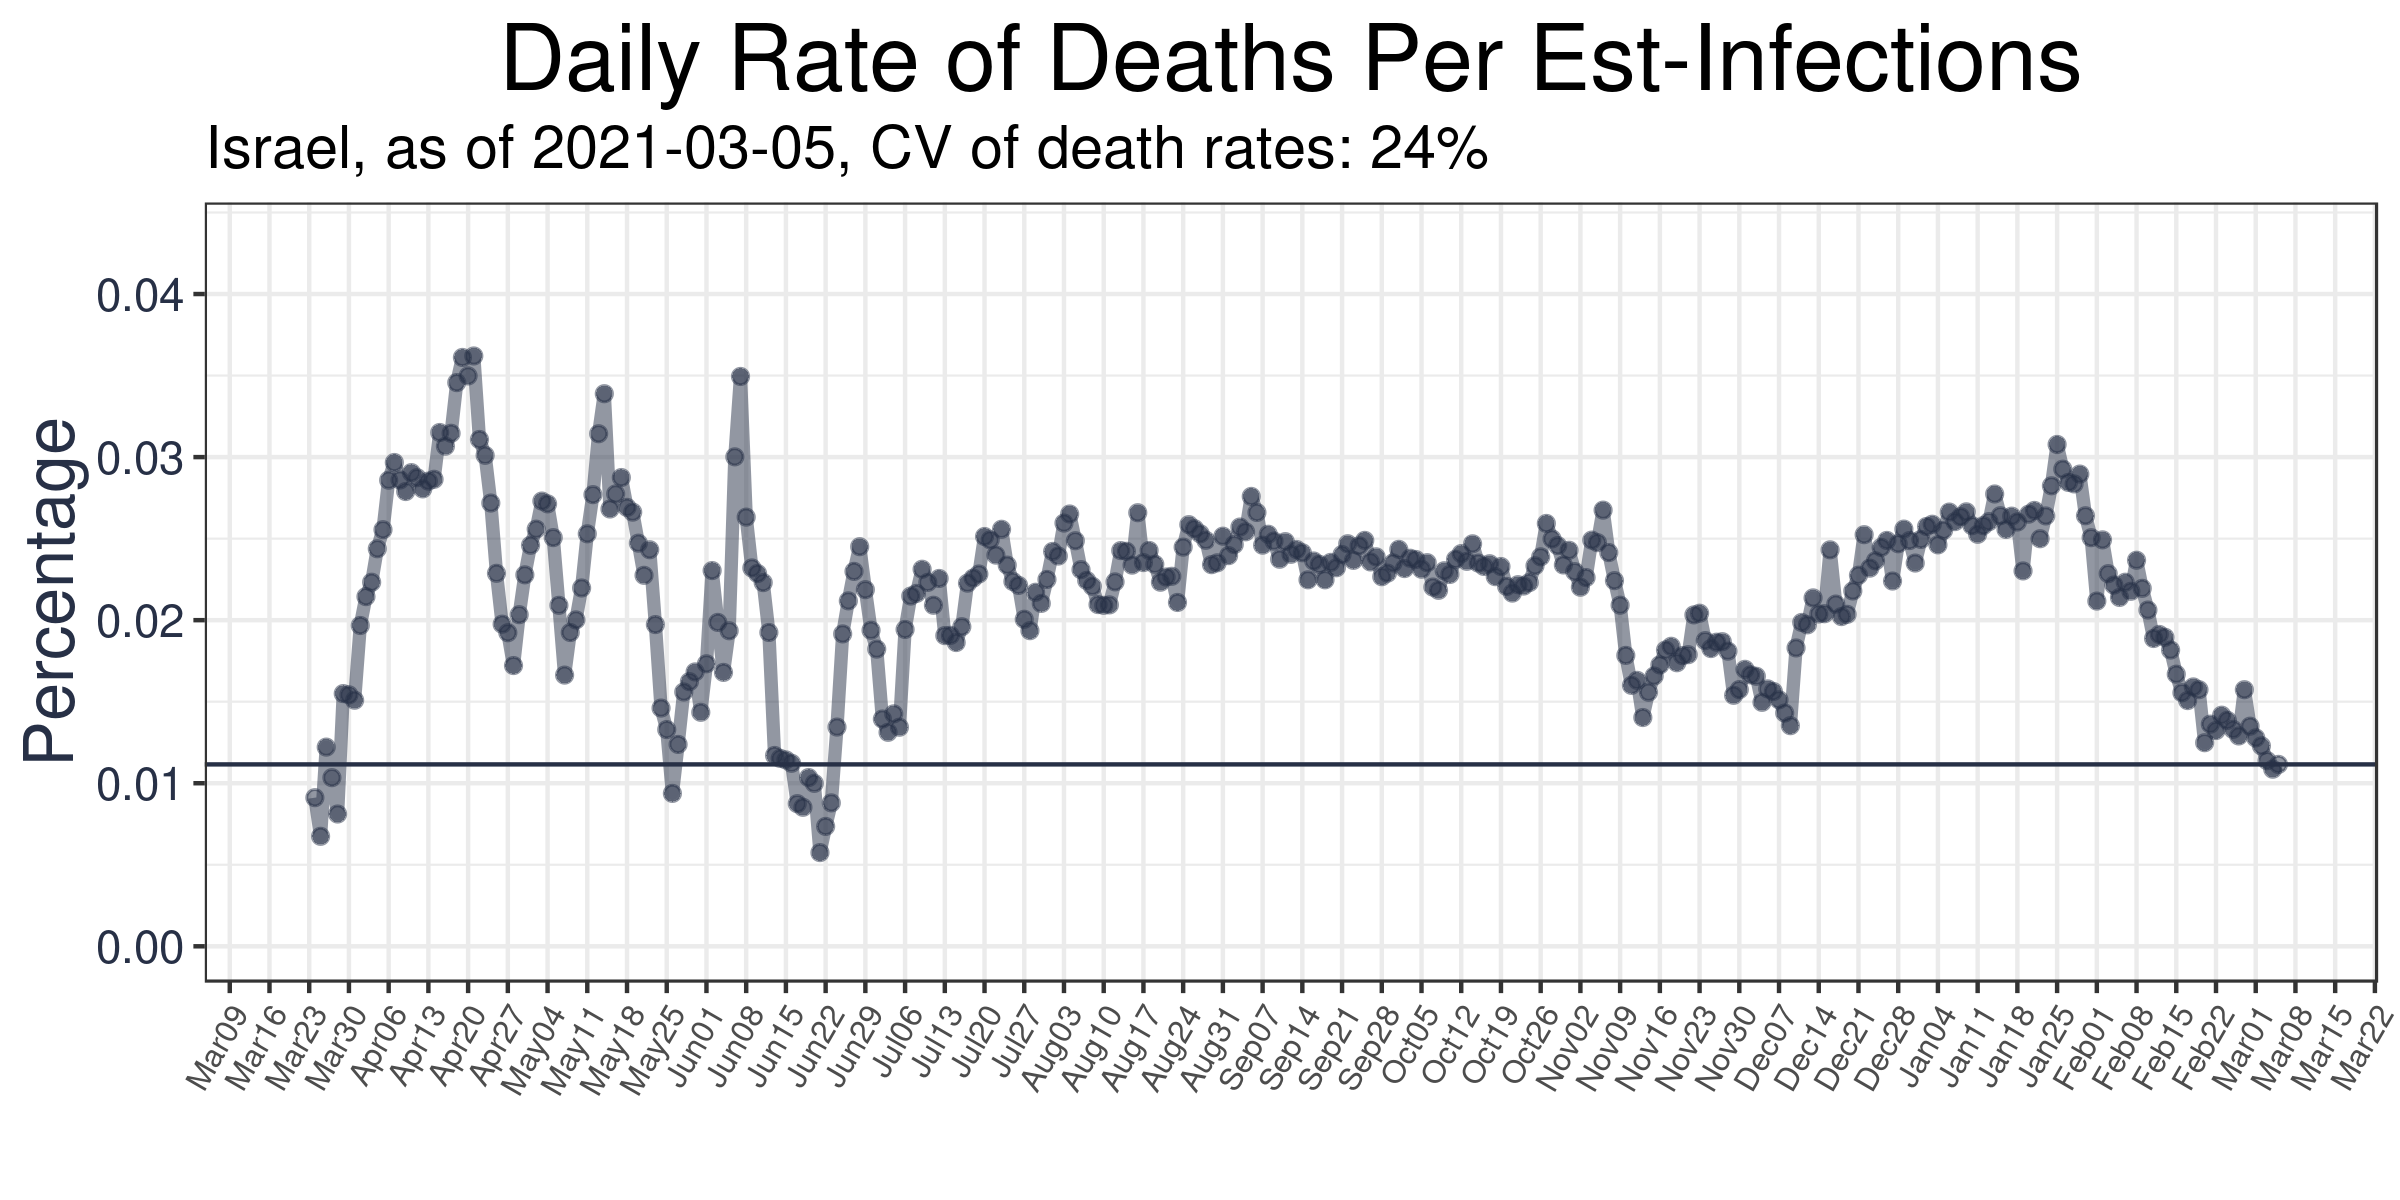 Daily Rate of Deaths Per Est-Infections
Israel, as of 2021-03-05, CV of death rates: 24%
Percentage
0.04
0.03
0.02
0.01
0.00
Mar09
Mar16
Mar23
Mar30
Apr06
Apr13
Apr20
Apr27
May04
May11
May18
May25
Jun01
Jun08
Jun15
Jun22
Jun29
Jul06
Jul13
Jul20
Jul27
Aug03
Aug10
Aug17
Aug24
Aug31
Sep07
Sep14
Sep21
Sep28
Oct05
Oct12
Oct19
Oct26
Nov02
Nov09
Nov16
Nov23
Nov30
Dec07
Dec14
Dec21
Dec28
Jan04
Jan11
Jan18
Jan25
Feb01
Feb08
Feb15
Feb22
Mar01
Mar08
Mar15
Mar22